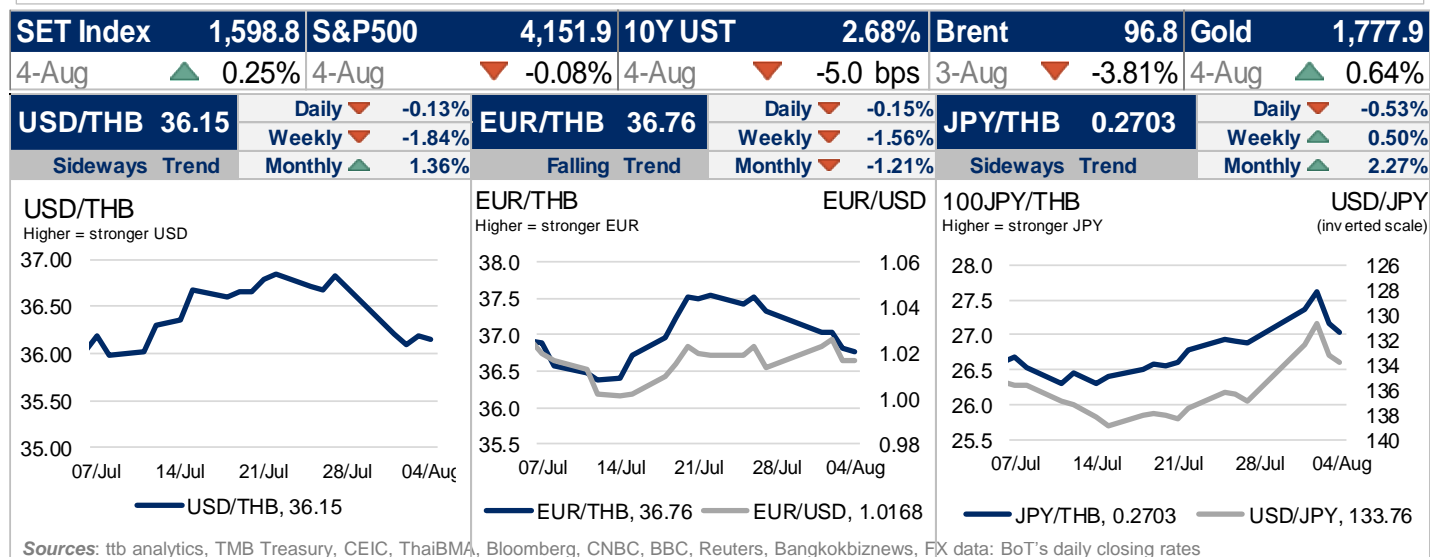 SET Index 1,598.8 S&P500 4,151.9 10Y UST 2.68% Brent 96.8 Gold 1,777.9
4-Aug 0.25% 4-Aug -0.08% 4-Aug -5.0 bps 3-Aug -3.81% 4-Aug 0.64%
USD/THB 36.15
Daily -0.13%
Weekly -1.84%
Sideways Trend Monthly 1.36%
EUR/THB 36.76
Daily -0.15%
Weekly -1.56%
Falling Trend Monthly -1.21%
JPY/THB 0.2703
Daily -0.53%
Weekly 0.50%
Sideways Trend Monthly 2.27%
USD/THB
Higher = stronger USD
37.00
36.50
36.00
35.50
35.00
07/Jul 14/Jul 21/Jul 28/Jul 04/Aug
USD/THB, 36.15
EUR/THB EUR/USD
Higher = stronger EUR
38.0 1.06
37.5 1.04
37.0 1.02
36.5 1.00
36.0 0.98
35.5
07/Jul 14/Jul 21/Jul 28/Jul 04/Aug
EUR/THB, 36.76 EUR/USD, 1.0168
100JPY/THB USD/JPY
Higher = stronger JPY (inverted scale)
28.0 126
27.5 128
27.0 130
26.5 132
26.0 134
25.5 136
138
140
07/Jul 14/Jul 21/Jul 28/Jul 04/Aug
JPY/THB, 0.2703 USD/JPY, 133.76
Sources: ttb analytics, TMB Treasury, CEIC, ThaiBMA, Bloomberg, CNBC, BBC, Reuters, Bangkokbiznews, FX data: BoT's daily closing rates